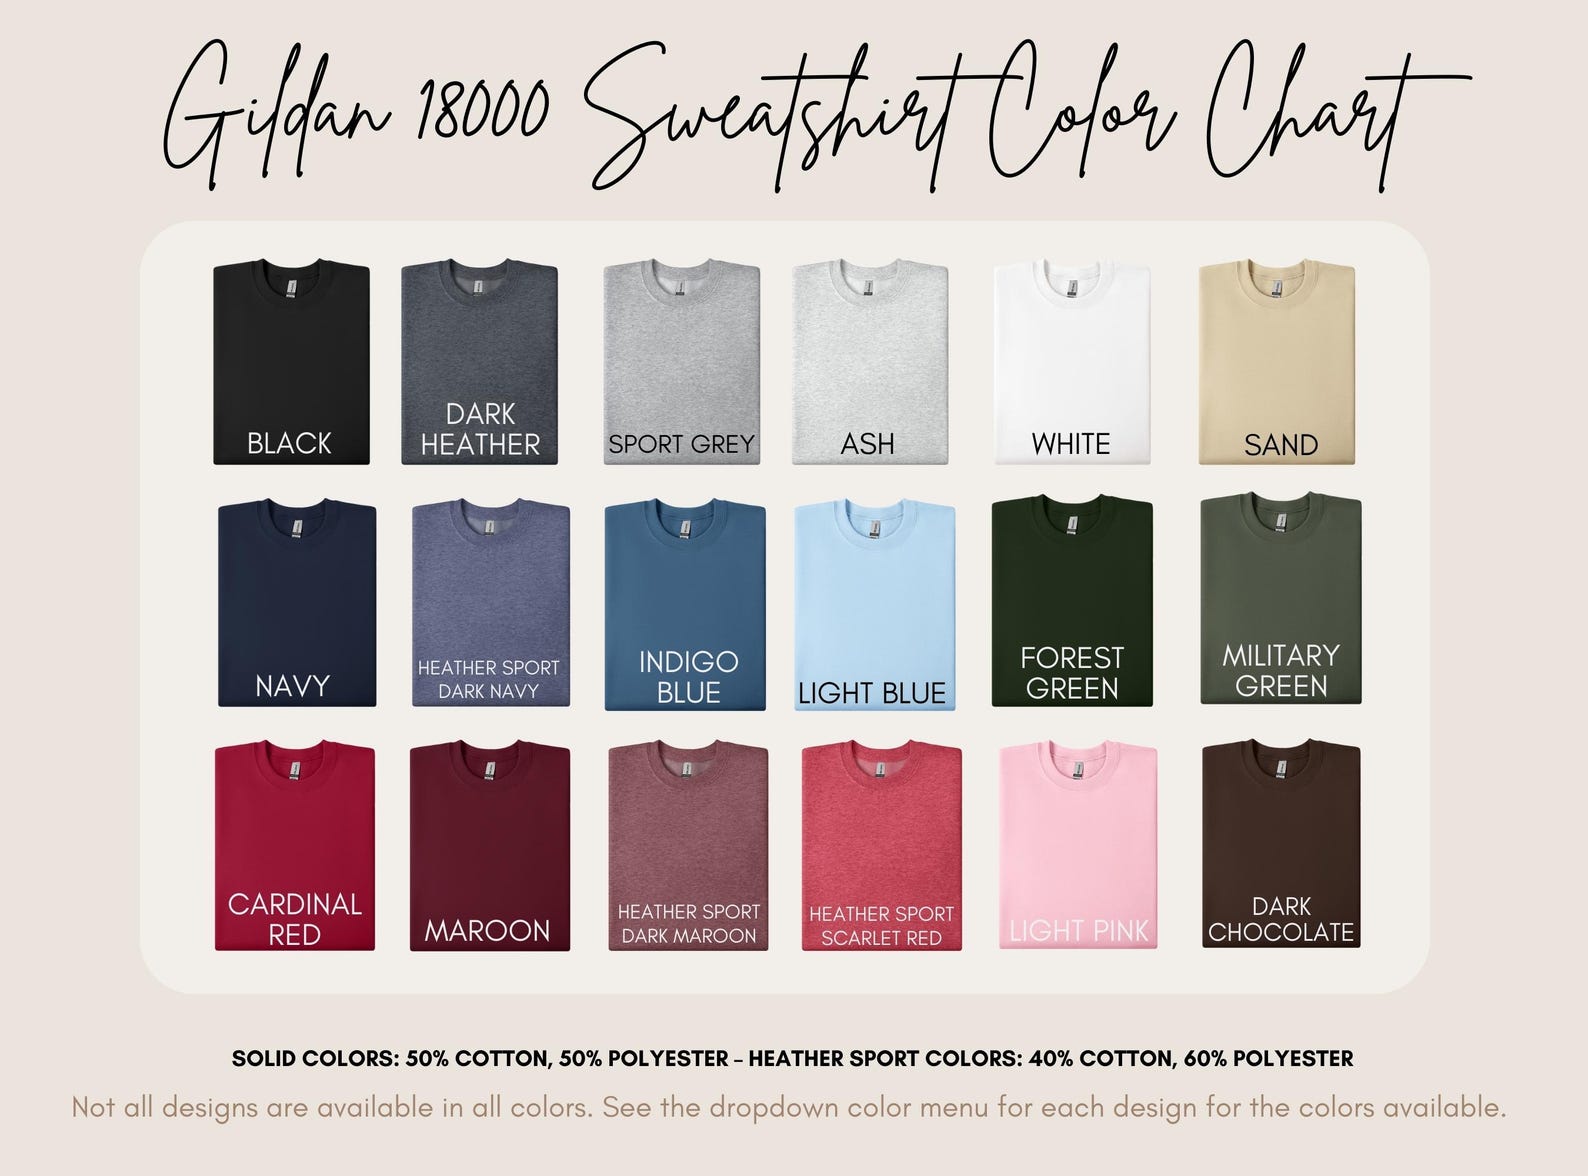 Gildan 18000 Sweatshirt Color Chart
BLACK
DARK
HEATHER
SPORT GREY
ASH
WHITE
SAND
NAVY
HEATHER SPORT
DARK NAVY
INDIGO
BLUE
LIGHT BLUE
FOREST
GREEN
MILITARY
GREEN
CARDINAL
RED
MAROON
HEATHER SPORT
DARK MAROON
HEATHER SPORT
SCARLET RED
LIGHT PINK
DARK
CHOCOLATE
SOLID COLORS: 50% COTTON, 50% POLYESTER – HEATHER SPORT COLORS: 40% COTTON, 60% POLYESTER
Not all designs are available in all colors. See the dropdown color menu for each design for the colors available.